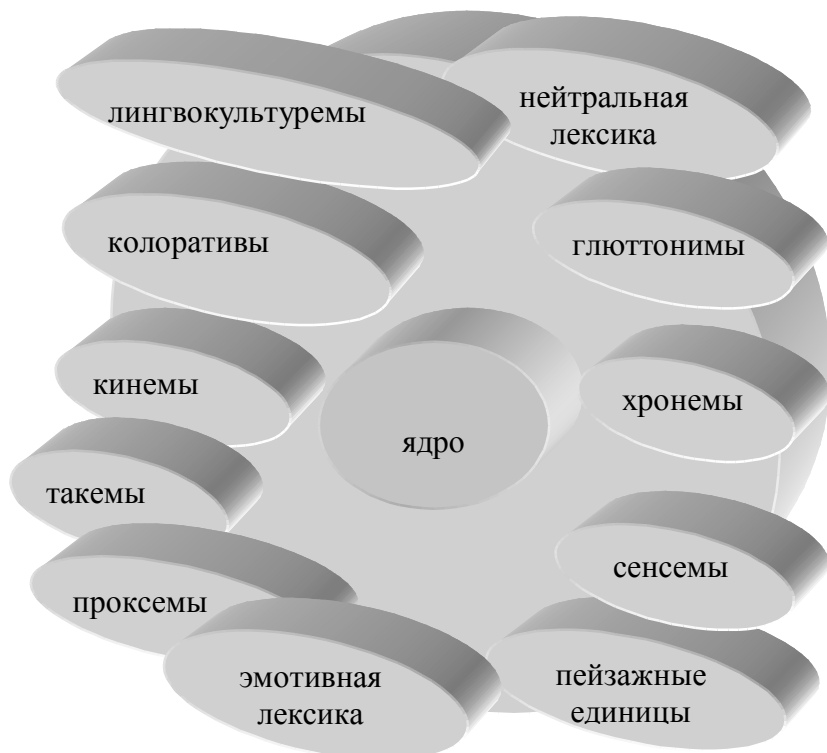 лингвокультуремы
нейтральная
лексика
колоративы
глюттонимы
кинемы
хронемы
ядро
такемы
сенсемы
проксемы
эмотивная
лексика
пейзажные
единицы